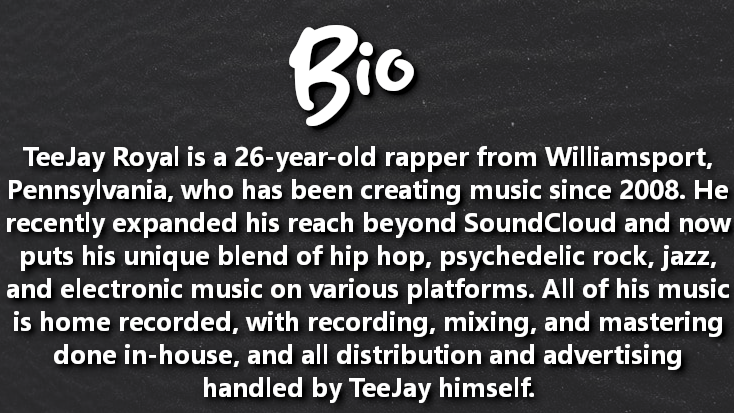 Bio
TeeJay Royal is a 26-year-old rapper from Williamsport,
Pennsylvania, who has been creating music since 2008. He
recently expanded his reach beyond SoundCloud and now
puts his unique blend of hip hop, psychedelic rock, jazz,
and electronic music on various platforms. All of his music
is home recorded, with recording, mixing, and mastering
done in-house, and all distribution and advertising
handled by TeeJay himself.